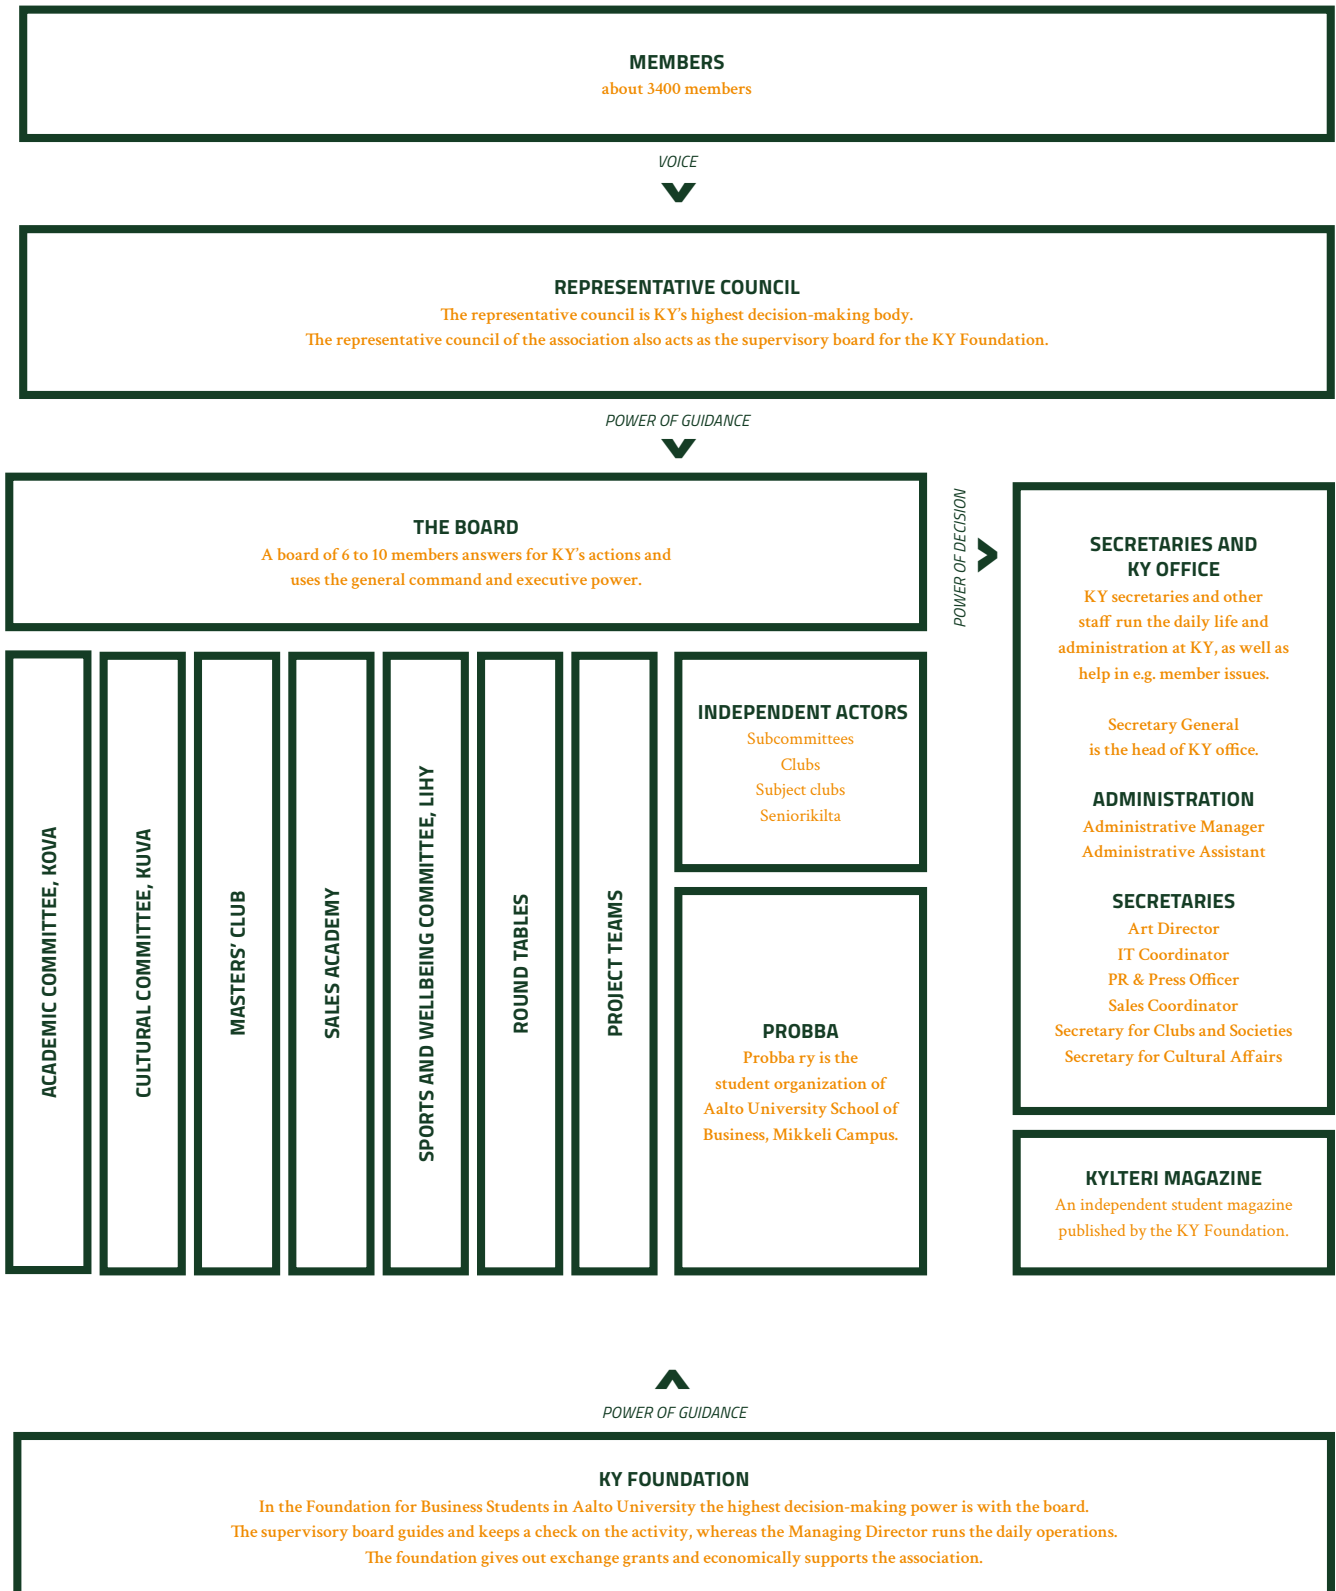 MEMBERS
about 3400 members
VOICE
REPRESENTATIVE COUNCIL
The representative council is KY’s highest decision-making body.
The representative council of the association also acts as the supervisory board for the KY Foundation.
POWER OF GUIDANCE
THE BOARD
A board of 6 to 10 members answers for KY’s actions and
uses the general command and executive power.
POWER OF DECISION
SECRETARIES AND
KY OFFICE
KY secretaries and other
staff run the daily life and
administration at KY, as well as
help in e.g. member issues.
Secretary General
is the head of KY office.
ADMINISTRATION
Administrative Manager
Administrative Assistant
SECRETARIES
Art Director
IT Coordinator
PR & Press Officer
Sales Coordinator
Secretary for Clubs and Societies
Secretary for Cultural Affairs
ACADEMIC COMMITTEE, KOVA
CULTURAL COMMITTEE, KUVA
MASTERS’ CLUB
SALES ACADEMY
SPORTS AND WELLBEING COMMITTEE, LIHY
ROUND TABLES
PROJECT TEAMS
INDEPENDENT ACTORS
Subcommittees
Clubs
Subject clubs
Seniorikilta
PROBBA
Probba ry is the
student organization of
Aalto University School of
Business, Mikkeli Campus.
KYLTERI MAGAZINE
An independent student magazine
published by the KY Foundation.
POWER OF GUIDANCE
KY FOUNDATION
In the Foundation for Business Students in Aalto University the highest decision-making power is with the board.
The supervisory board guides and keeps a check on the activity, whereas the Managing Director runs the daily operations.
The foundation gives out exchange grants and economically supports the association.